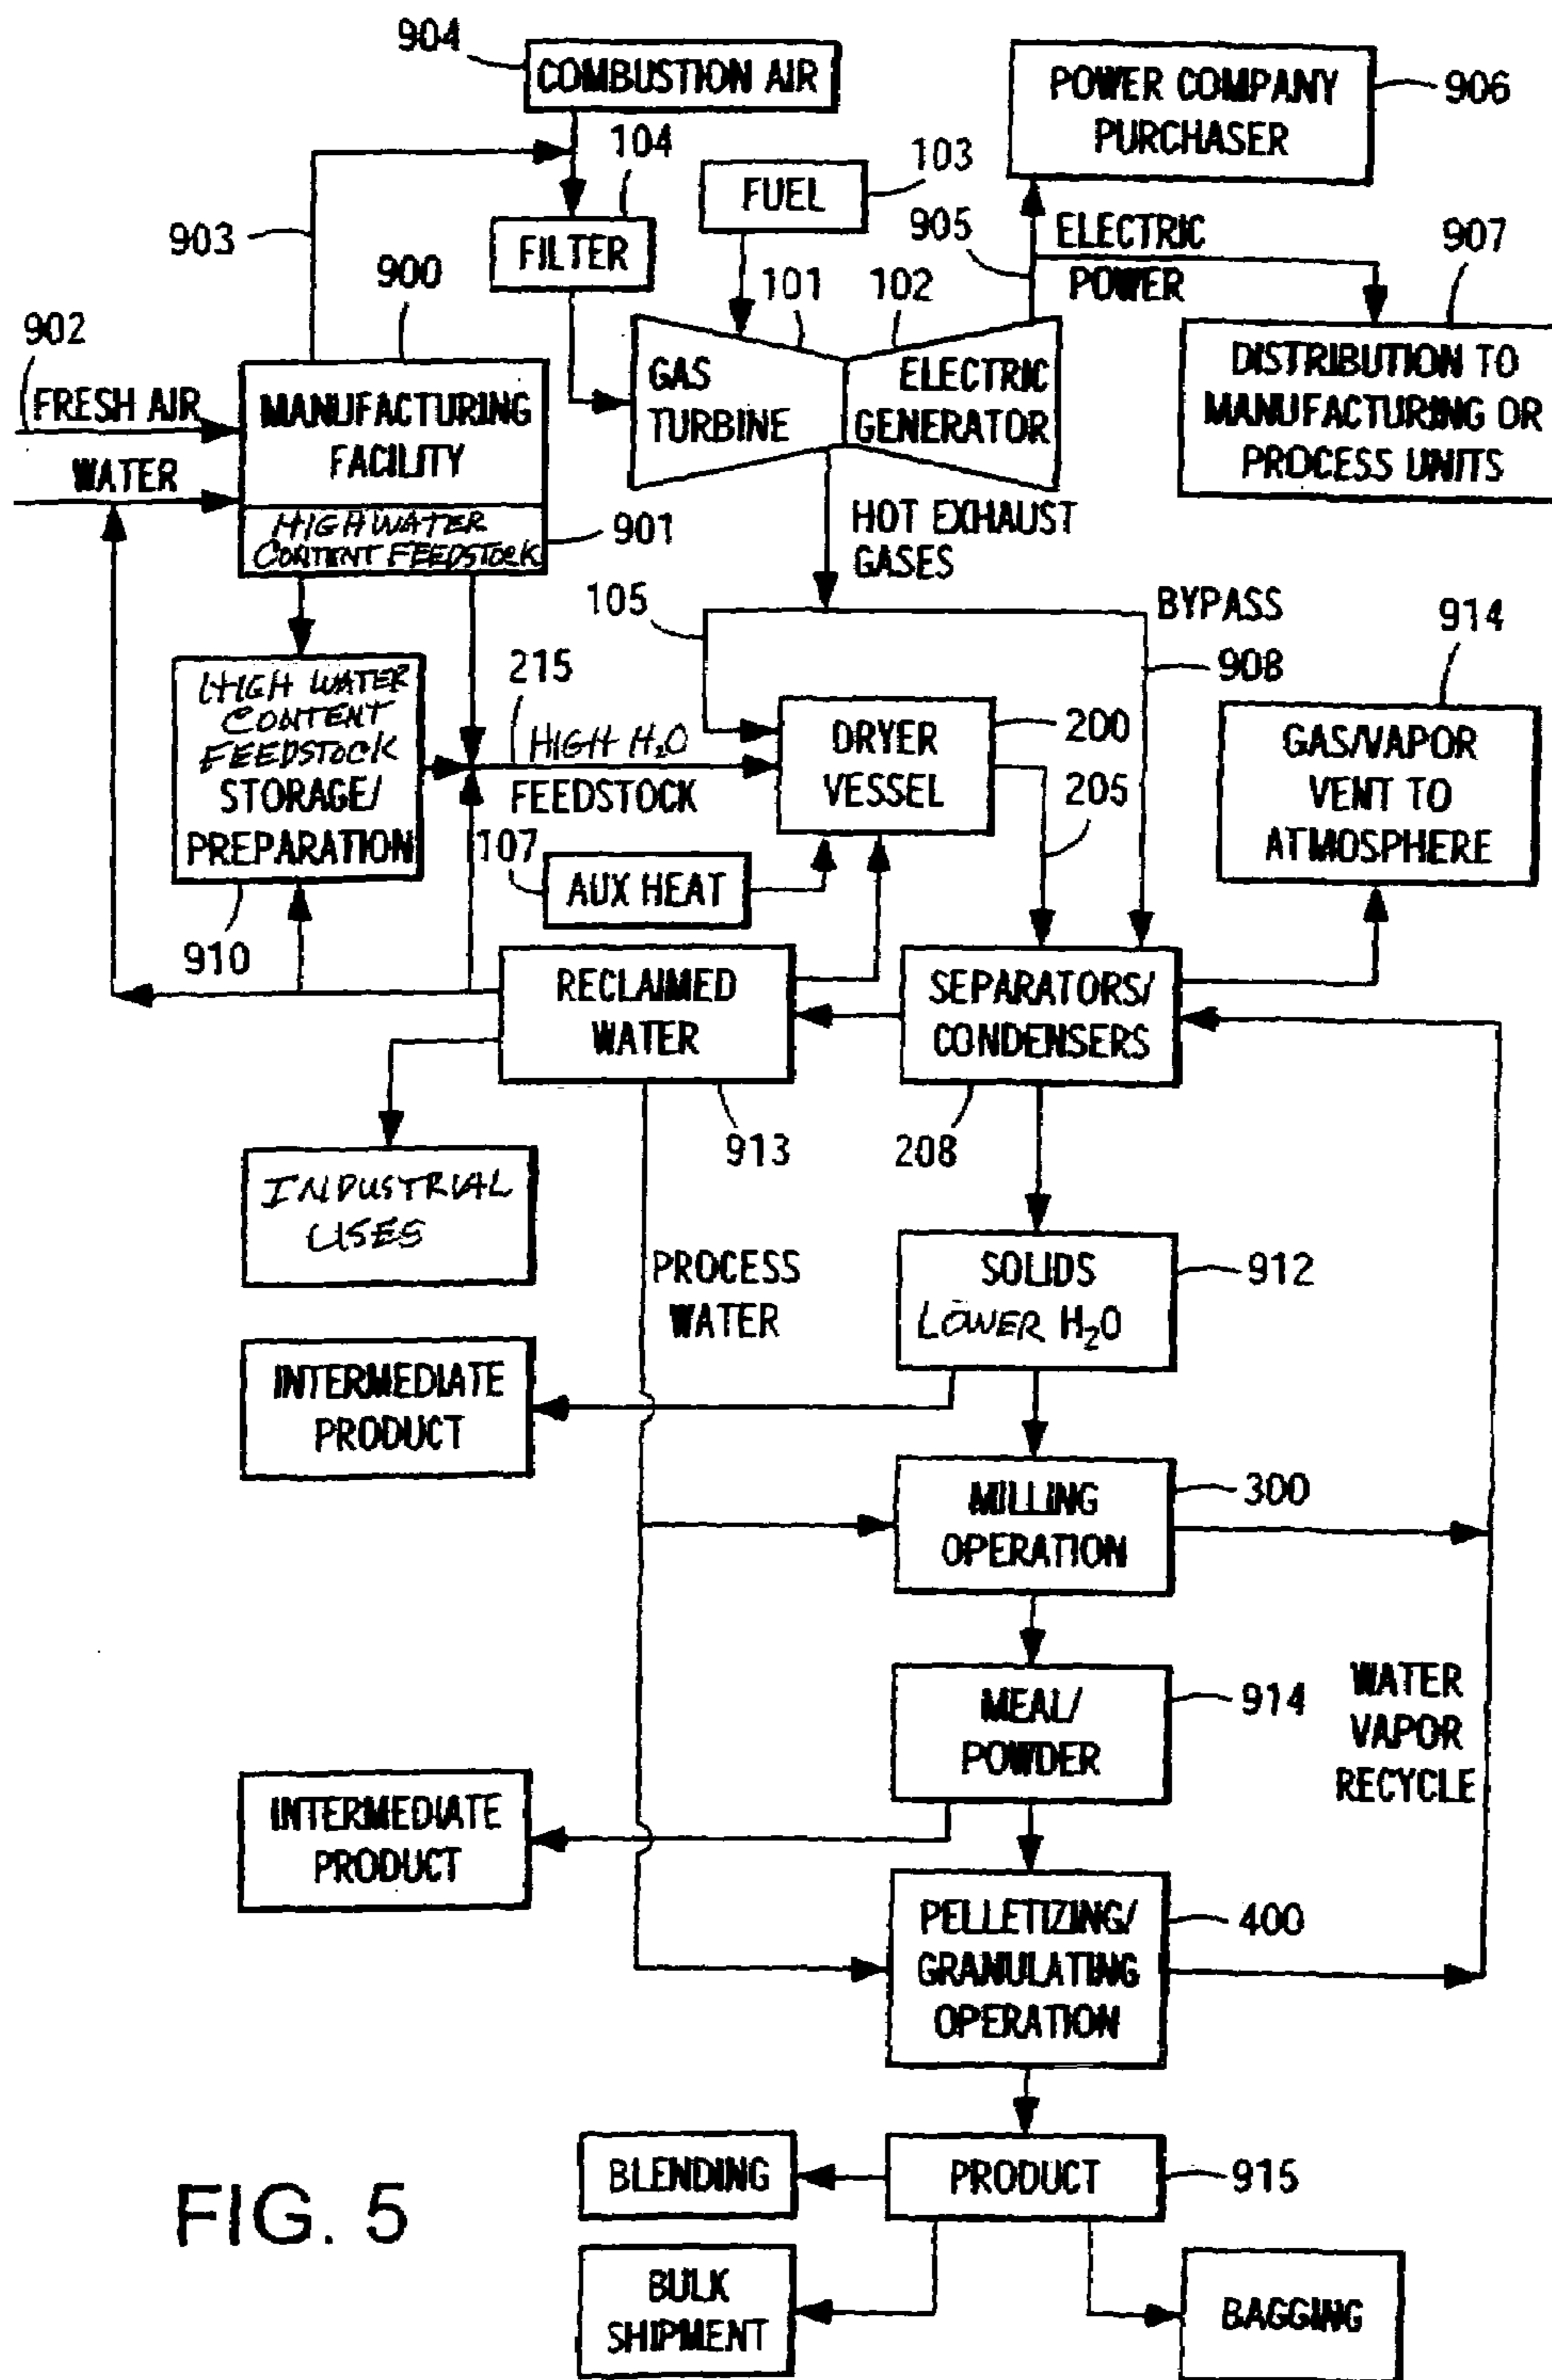 904
COMBUSTION AIR
POWER COMPANY
PURCHASER
906
104
FUEL
103
903
FILTER
905
ELECTRIC
POWER
907
900
101
102
902
FRESH AIR
WATER
MANUFACTURING
FACILITY
HIGH WATER
CONTENT FEEDSTOCK
901
GAS
TURBINE
ELECTRIC
GENERATOR
DISTRIBUTION TO
MANUFACTURING OR
PROCESS UNITS
HOT EXHAUST
GASES
105
BYPASS
908
914
HIGH WATER
CONTENT
FEEDSTOCK
STORAGE/
PREPARATION
910
215
HIGH H₂O
FEEDSTOCK
DRYER
VESSEL
200
205
GAS/VAPOR
VENT TO
ATMOSPHERE
107
AUX HEAT
RECLAIMED
WATER
913
SEPARATORS/
CONDENSERS
208
INDUSTRIAL
USES
PROCESS
WATER
SOLIDS
LOWER H₂O
912
INTERMEDIATE
PRODUCT
MILLING
OPERATION
300
MEAL/
POWDER
914
WATER
VAPOR
RECYCLE
INTERMEDIATE
PRODUCT
PELLETIZING/
GRANULATING
OPERATION
400
BLENDING
PRODUCT
915
BULK
SHIPMENT
BAGGING
FIG. 5